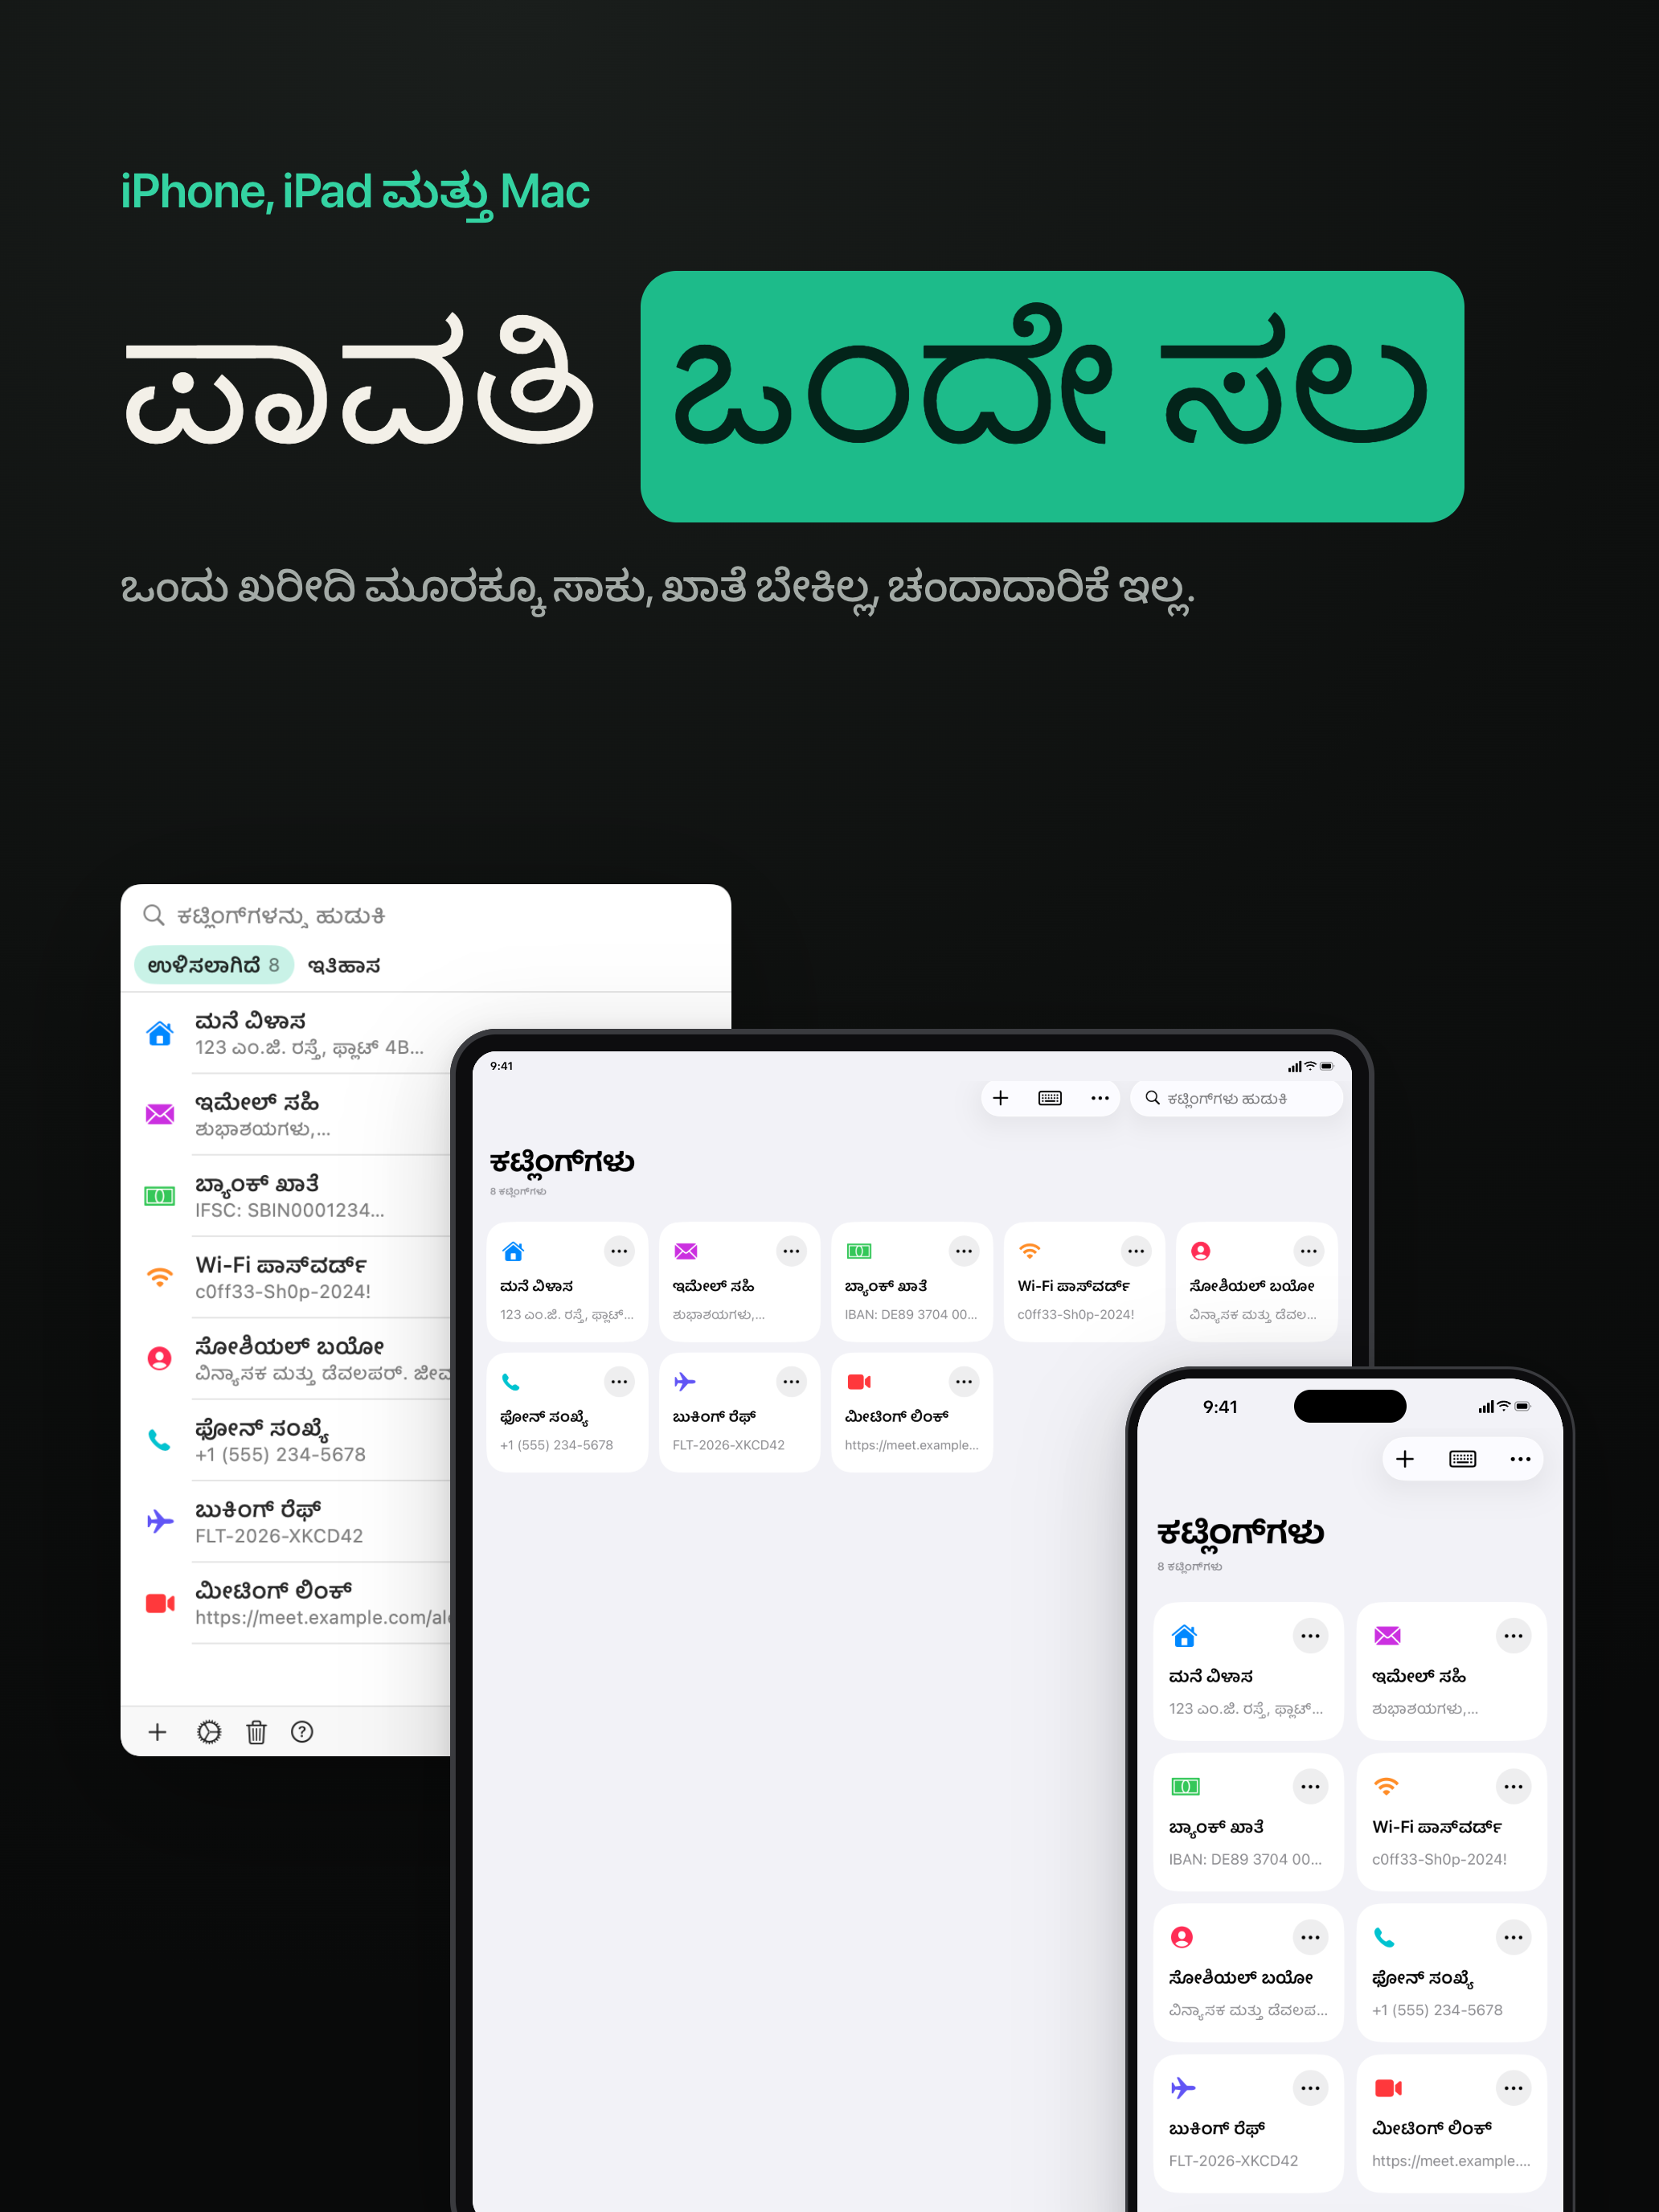 iPhone, iPad ಮತ್ತು Mac
ಪಾವತಿ ಒಂದೇ ಸಲ
ಒಂದು ಖರೀದಿ ಮೂರಕ್ಕೂ ಸಾಕು, ಖಾತೆ ಬೇಕಿಲ್ಲ, ಚಂದಾದಾರಿಕೆ ಇಲ್ಲ.
ಕಟ್ಲಿಂಗ್‌ಗಳನ್ನು ಹುಡುಕಿ
ಉಳಿಸಲಾಗಿದೆ 8 ಇತಿಹಾಸ
ಮನೆ ವಿಳಾಸ
123 ಎಂ.ಜಿ. ರಸ್ತೆ, ಫ್ಲಾಟ್ 4B...
ಇಮೇಲ್ ಸಹಿ
ಶುಭಾಶಯಗಳು,...
ಬ್ಯಾಂಕ್ ಖಾತೆ
IFSC: SBIN0001234...
Wi-Fi ಪಾಸ್‌ವರ್ಡ್
c0ff33-Sh0p-2024!
ಸೋಶಿಯಲ್ ಬಯೋ
ವಿನ್ಯಾಸಕ ಮತ್ತು ಡೆವಲಪರ್.
ಫೋನ್ ಸಂಖ್ಯೆ
+1 (555) 234-5678
ಬುಕಿಂಗ್ ರೆಫ್
FLT-2026-XKCD42
ಮೀಟಿಂಗ್ ಲಿಂಕ್
https://meet.example.com/al
9:41
ಕಟ್ಲಿಂಗ್‌ಗಳು ಹುಡುಕಿ
ಕಟ್ಲಿಂಗ್‌ಗಳು
8 ಕಟ್ಲಿಂಗ್‌ಗಳು
ಮನೆ ವಿಳಾಸ
123 ಎಂ.ಜಿ. ರಸ್ತೆ, ಫ್ಲಾಟ್...
ಇಮೇಲ್ ಸಹಿ
ಶುಭಾಶಯಗಳು,...
ಬ್ಯಾಂಕ್ ಖಾತೆ
IBAN: DE89 3704 00...
Wi-Fi ಪಾಸ್‌ವರ್ಡ್
c0ff33-Sh0p-2024!
ಸೋಶಿಯಲ್ ಬಯೋ
ವಿನ್ಯಾಸಕ ಮತ್ತು ಡೆವಲ...
ಫೋನ್ ಸಂಖ್ಯೆ
+1 (555) 234-5678
ಬುಕಿಂಗ್ ರೆಫ್
FLT-2026-XKCD42
ಮೀಟಿಂಗ್ ಲಿಂಕ್
https://meet.example...
9:41
ಕಟ್ಲಿಂಗ್‌ಗಳು
8 ಕಟ್ಲಿಂಗ್‌ಗಳು
ಮನೆ ವಿಳಾಸ
123 ಎಂ.ಜಿ. ರಸ್ತೆ, ಫ್ಲಾಟ್...
ಇಮೇಲ್ ಸಹಿ
ಶುಭಾಶಯಗಳು,...
ಬ್ಯಾಂಕ್ ಖಾತೆ
IBAN: DE89 3704 00...
Wi-Fi ಪಾಸ್‌ವರ್ಡ್
c0ff33-Sh0p-2024!
ಸೋಶಿಯಲ್ ಬಯೋ
ವಿನ್ಯಾಸಕ ಮತ್ತು ಡೆವಲಪ...
ಫೋನ್ ಸಂಖ್ಯೆ
+1 (555) 234-5678
ಬುಕಿಂಗ್ ರೆಫ್
FLT-2026-XKCD42
ಮೀಟಿಂಗ್ ಲಿಂಕ್
https://meet.example....